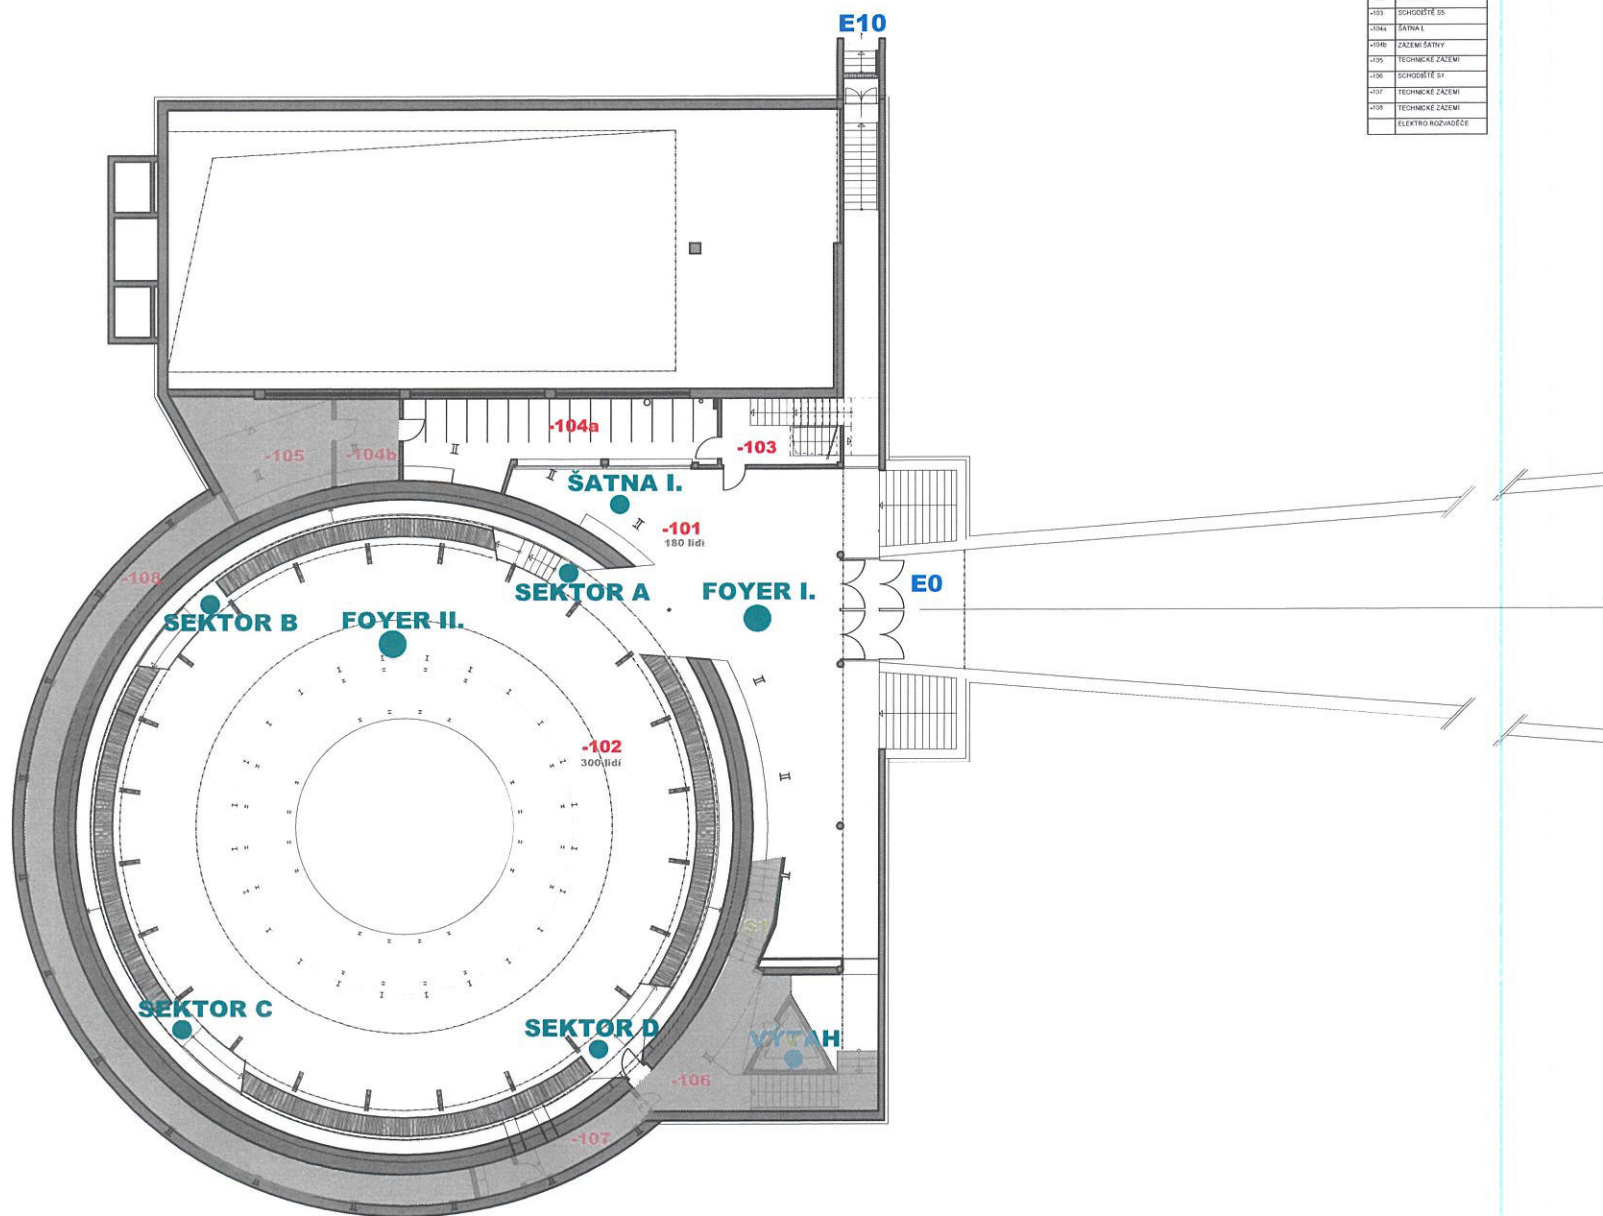 E10
-103 SCHODIŠTĚ S5
-104a ŠATNA I.
-104b ZÁZEMÍ ŠATNY
-105 TECHNICKÉ ZÁZEMÍ
-106 SCHODIŠTĚ S1
-107 TECHNICKÉ ZÁZEMÍ
-108 TECHNICKÉ ZÁZEMÍ
ELEKTRO ROZVADĚČE
-104a
-103
-105
-104b
ŠATNA I.
-101
180 lidí
-108
SEKTOR A
FOYER I.
E0
SEKTOR B
FOYER II.
-102
300 lidí
S1
SEKTOR C
SEKTOR D
VÝTAH
-106
-107